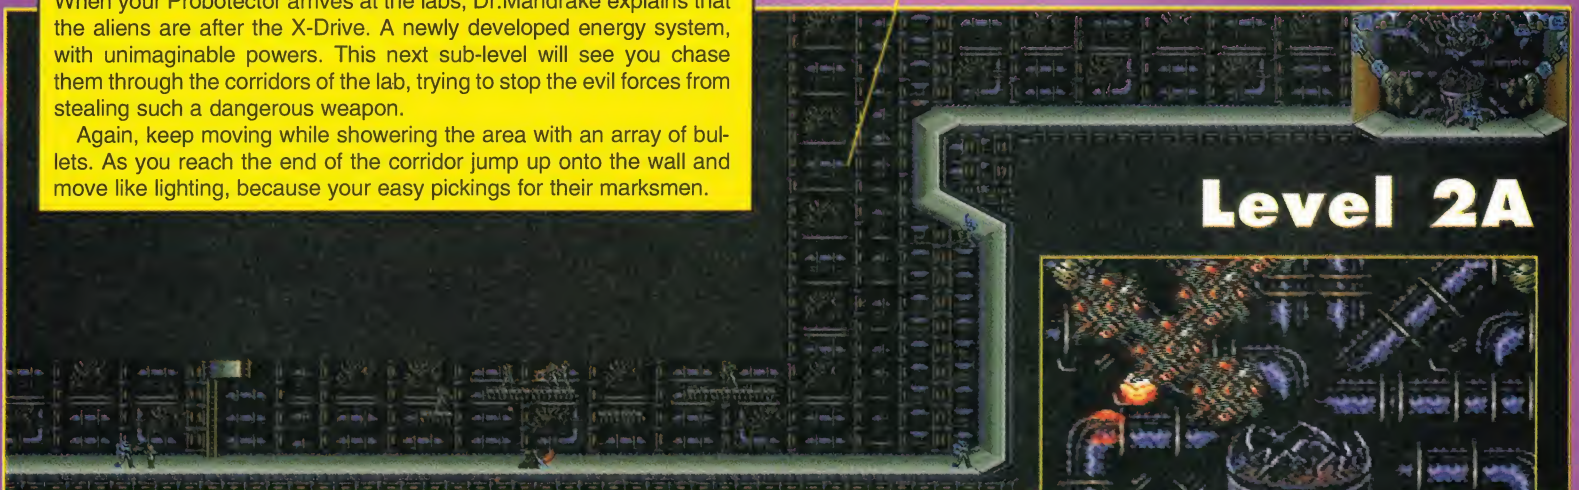 When your Probotector arrives at the labs, Dr.Mandrake explains that
the aliens are after the X-Drive. A newly developed energy system,
with unimaginable powers. This next sub-level will see you chase
them through the corridors of the lab, trying to stop the evil forces from
stealing such a dangerous weapon.
Again, keep moving while showering the area with an array of bul-
lets. As you reach the end of the corridor jump up onto the wall and
move like lighting, because your easy pickings for their marksmen.
Level 2A